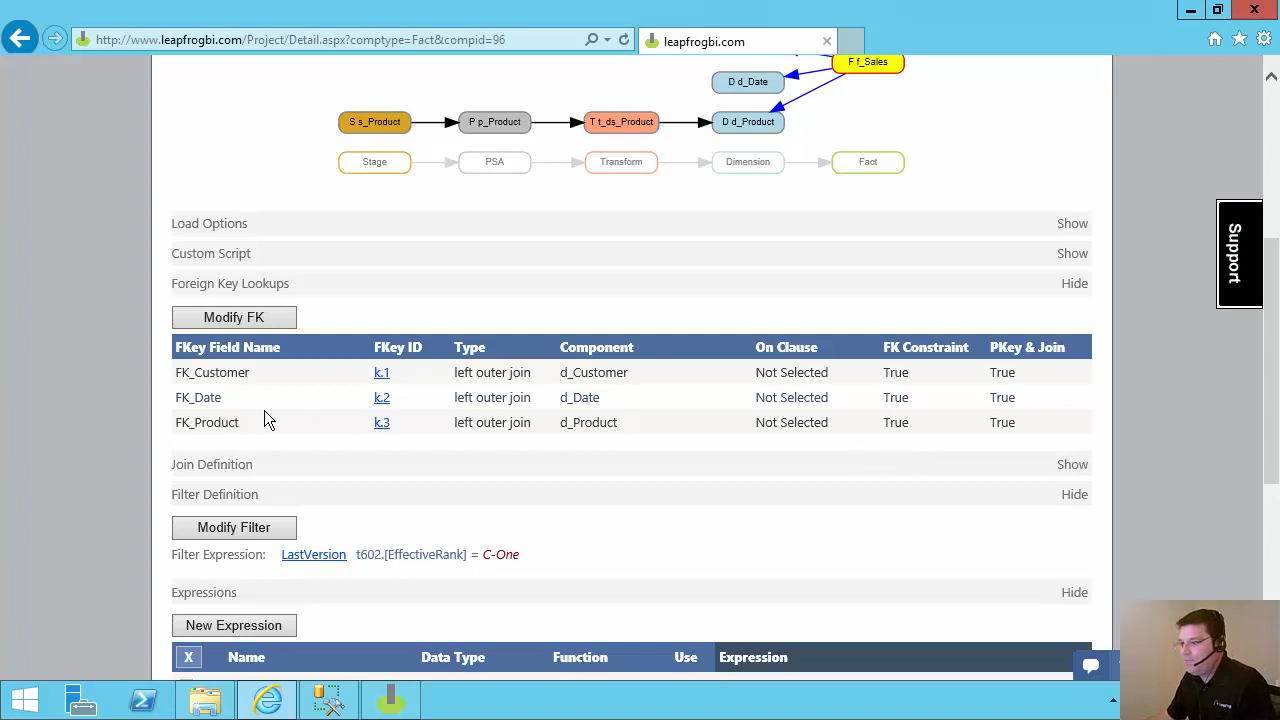 http://www.leapfrogbi.com/Project/Detail.aspx?comptype=Fact&compid=96
leapfrogbi.com
F f_Sales
D d_Date
S s_Product
P p_Product
T t_ds_Product
D d_Product
Stage
PSA
Transform
Dimension
Fact
Load Options Show
Custom Script Show
Foreign Key Lookups Hide
Modify FK
FKey Field Name FKey ID Type Component On Clause FK Constraint PKey & Join
FK_Customer k.1 left outer join d_Customer Not Selected True True
FK_Date k.2 left outer join d_Date Not Selected True True
FK_Product k.3 left outer join d_Product Not Selected True True
Join Definition Show
Filter Definition Hide
Modify Filter
Filter Expression: LastVersion t602.[EffectiveRank] = C-One
Expressions Hide
New Expression
X Name Data Type Function Use Expression
Support